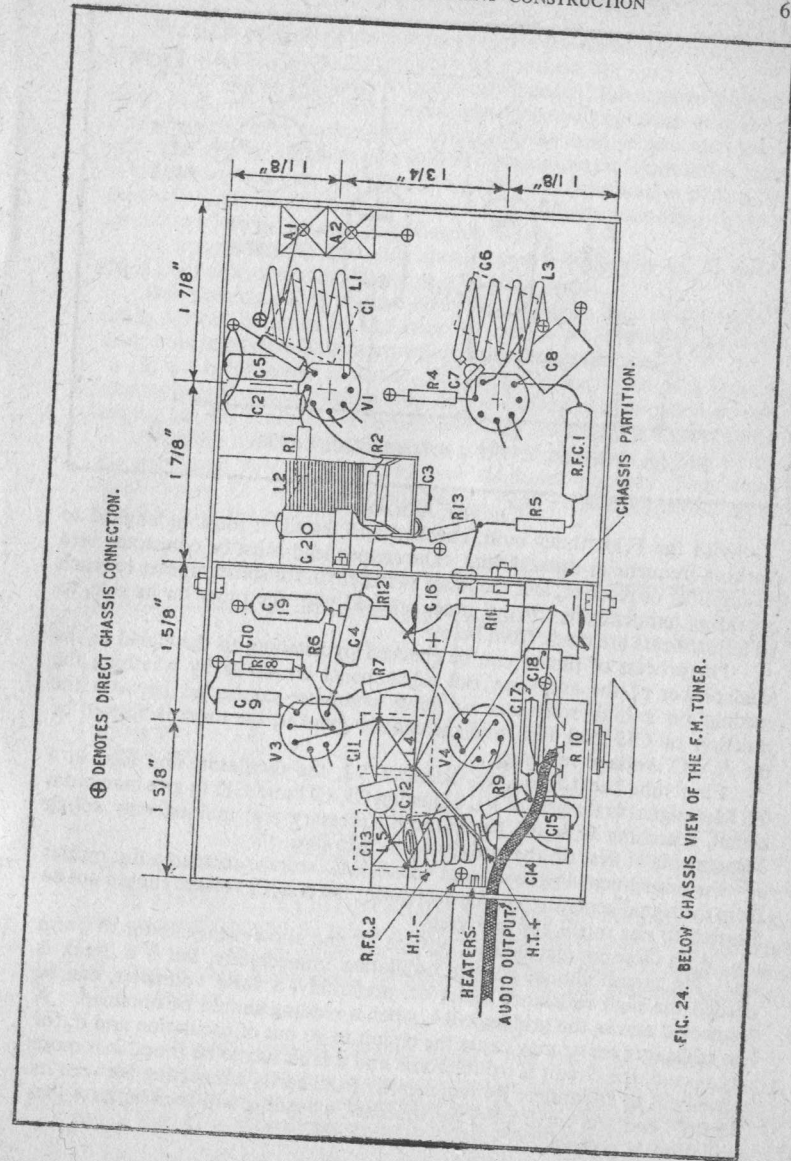 CONSTRUCTION
6
⊕ DENOTES DIRECT CHASSIS CONNECTION.
5/8"
1 5/8"
1 7/8"
1 7/8"
1 1/8"
1 3/4"
1 1/8"
C9
R8
C10
C19
R6
V3
R7
C4
R12
C11
L4
C12
C13
L5
V4
C16
R11
R9
C17
C18
C14
C15
R10
C2
L2
R1
C2
C5
V1
R2
C3
R13
L1
C1
A1
A2
R4
C7
C6
L3
C8
R5
R.F.C.1
CHASSIS PARTITION.
R.F.C.2
H.T.-
HEATERS.
AUDIO OUTPUT.
H.T.+
FIG. 24. BELOW CHASSIS VIEW OF THE F.M. TUNER.